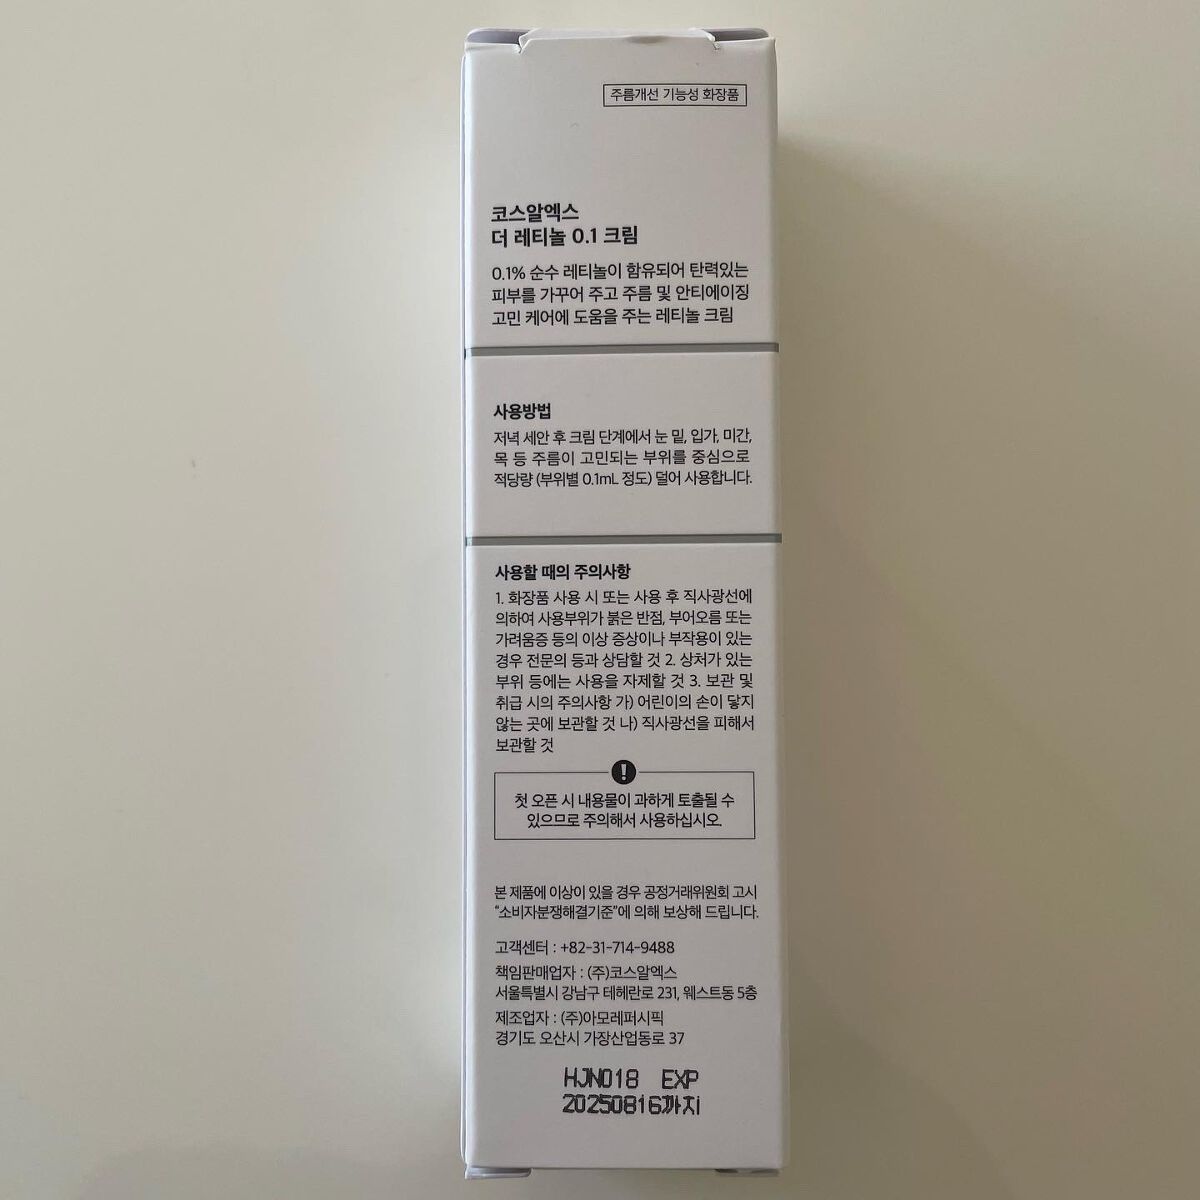 주름개선 기능성 화장품
코스알엑스
더 레티놀 0.1 크림
0.1% 순수 레티놀이 함유되어 탄력있는
피부를 가꾸어 주고 주름 및 안티에이징
고민 케어에 도움을 주는 레티놀 크림
사용방법
저녁 세안 후 크림 단계에서 눈 밑, 입가, 미간,
목 등 주름이 고민되는 부위를 중심으로
적당량 (부위별 0.1mL 정도) 덜어 사용합니다.
사용할 때의 주의사항
1. 화장품 사용 시 또는 사용 후 직사광선에
의하여 사용부위가 붉은 반점, 부어오름 또는
가려움증 등의 이상 증상이나 부작용이 있는
경우 전문의 등과 상담할 것 2. 상처가 있는
부위 등에는 사용을 자제할 것 3. 보관 및
취급 시의 주의사항 가) 어린이의 손이 닿지
않는 곳에 보관할 것 나) 직사광선을 피해서
보관할 것
!
첫 오픈 시 내용물이 과하게 토출될 수
있으므로 주의해서 사용하십시오.
본 제품에 이상이 있을 경우 공정거래위원회 고시
"소비자분쟁해결기준"에 의해 보상해 드립니다.
고객센터 : +82-31-714-9488
책임판매업자 : (주)코스알엑스
서울특별시 강남구 테헤란로 231, 웨스트동 5층
제조업자 : (주)아모레퍼시픽
경기도 오산시 가장산업동로 37
HJN018 EXP
20250816까지